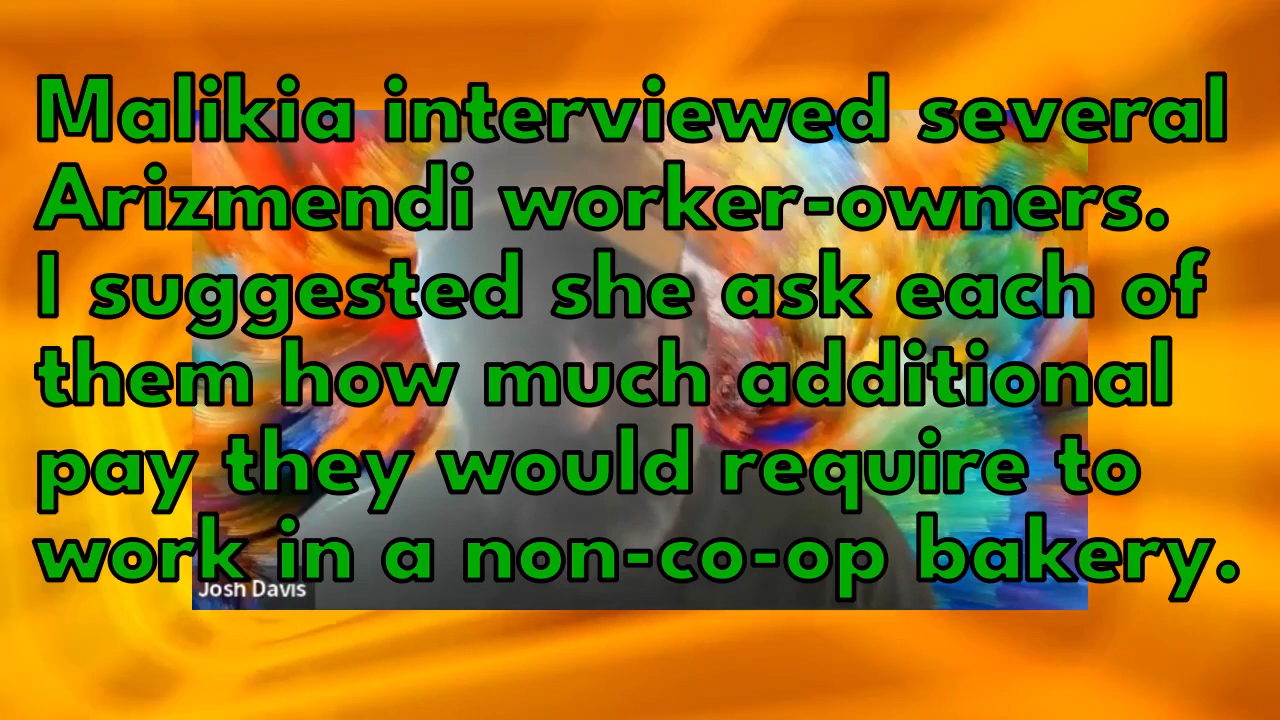 Malikia interviewed several
Arizmendi worker-owners.
I suggested she ask each of
them how much additional
pay they would require to
work in a non-co-op bakery.
Josh Davis